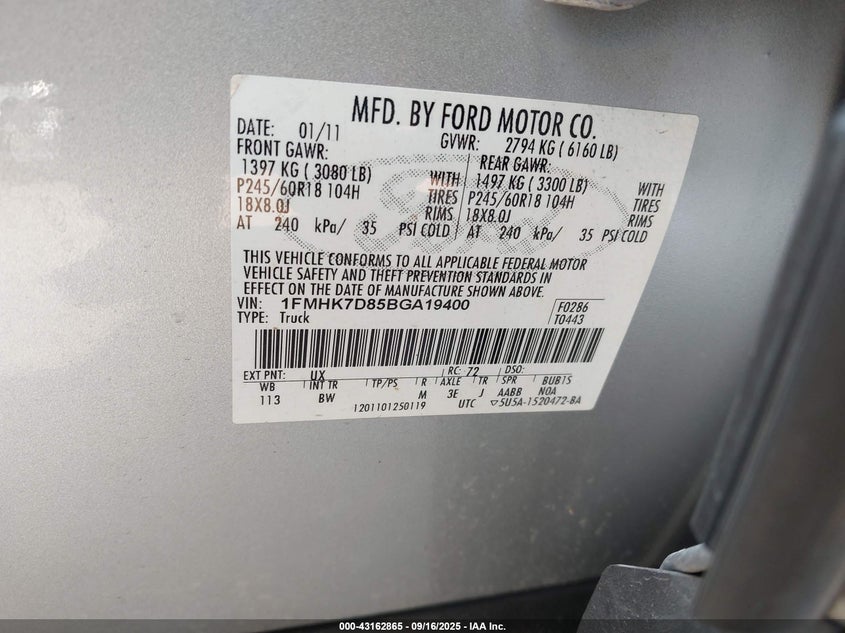 MFD. BY FORD MOTOR CO.
DATE: 01/11 GVWR: 2794 KG ( 6160 LB)
FRONT GAWR: REAR GAWR:
1397 KG ( 3080 LB) WITH 1497 KG ( 3300 LB) WITH
P245/60R18 104H TIRES P245/60R18 104H TIRES
18X8.0J RIMS 18X8.0J RIMS
AT 240 kPa/ 35 PSI COLD AT 240 kPa/ 35 PSI COLD
Ford
THIS VEHICLE CONFORMS TO ALL APPLICABLE FEDERAL MOTOR
VEHICLE SAFETY AND THEFT PREVENTION STANDARDS IN
EFFECT ON THE DATE OF MANUFACTURE SHOWN ABOVE.
VIN: 1FMHK7D85BGA19400 F0286
TYPE: Truck T0443
EXT PNT: UX RC: 72 DSO:
WB INT TR TP/PS R AXLE TR SPR BUBTS
113 BW M 3E J AABB N0A
1201101250119 UTC ▽5U5A-1520472-BA
000-43162865 - 09/16/2025 - IAA Inc.